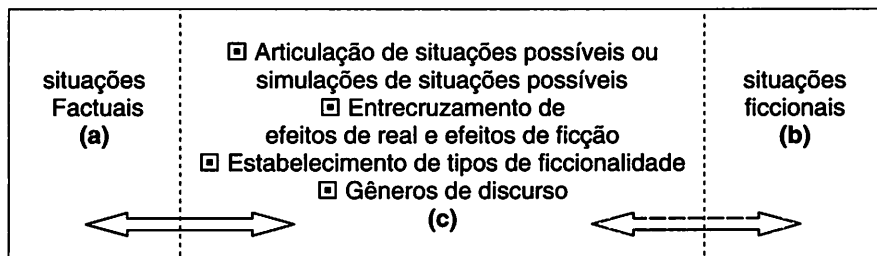 situações
Factuais
(a)
▣ Articulação de situações possíveis ou
simulações de situações possíveis
▣ Entrecruzamento de
efeitos de real e efeitos de ficção
▣ Estabelecimento de tipos de ficcionalidade
▣ Gêneros de discurso
(c)
situações
ficcionais
(b)